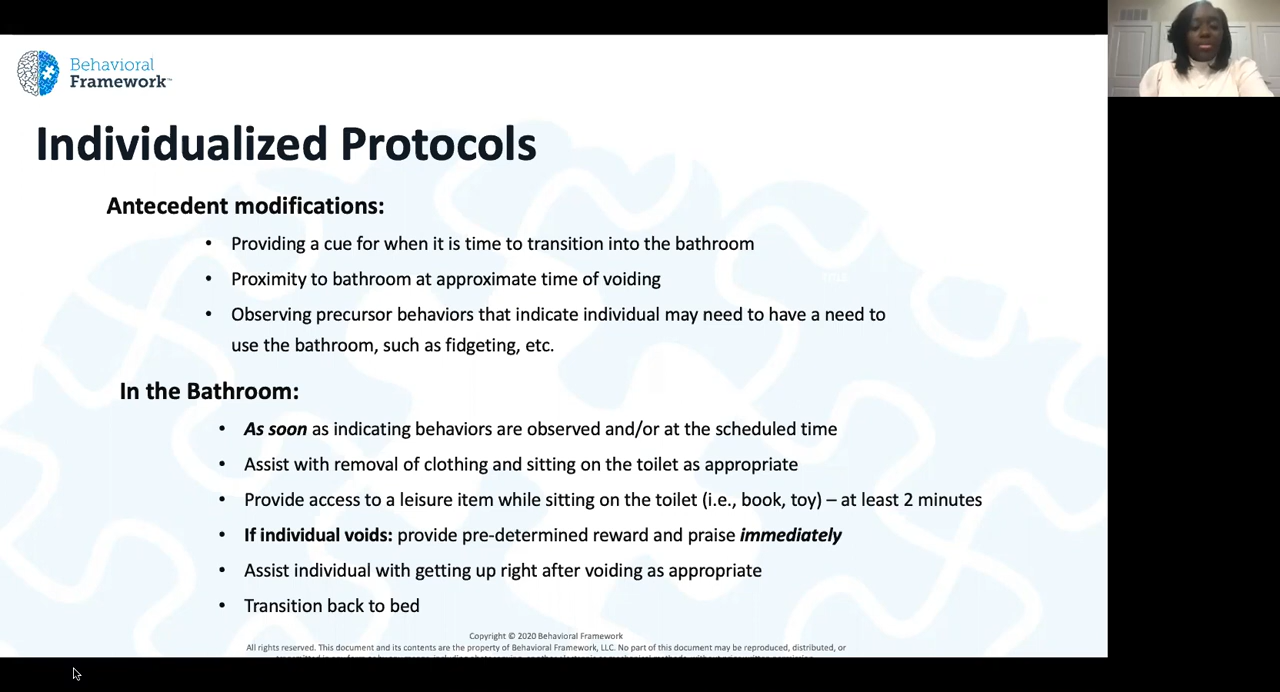 Behavioral
Framework™
Individualized Protocols
Antecedent modifications:
• Providing a cue for when it is time to transition into the bathroom
• Proximity to bathroom at approximate time of voiding
• Observing precursor behaviors that indicate individual may need to have a need to
use the bathroom, such as fidgeting, etc.
In the Bathroom:
• As soon as indicating behaviors are observed and/or at the scheduled time
• Assist with removal of clothing and sitting on the toilet as appropriate
• Provide access to a leisure item while sitting on the toilet (i.e., book, toy) – at least 2 minutes
• If individual voids: provide pre-determined reward and praise immediately
• Assist individual with getting up right after voiding as appropriate
• Transition back to bed
Copyright © 2020 Behavioral Framework
All rights reserved. This document and its contents are the property of Behavioral Framework, LLC. No part of this document may be reproduced, distributed, or